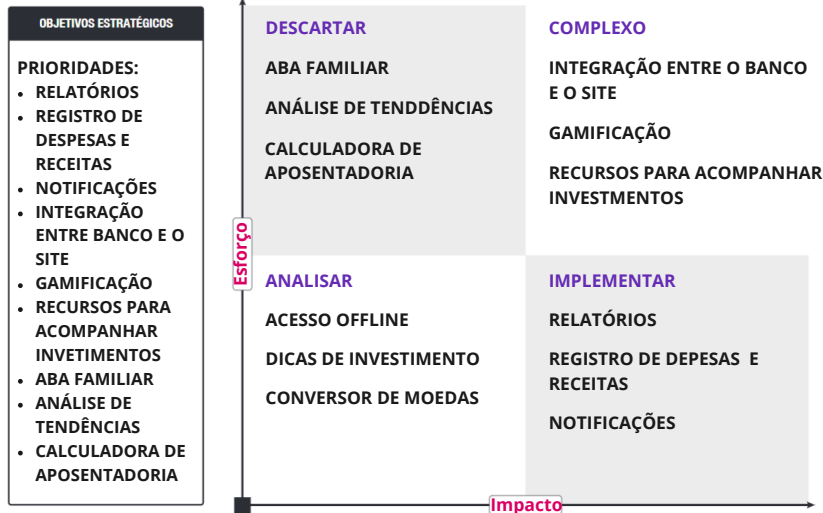 OBJETIVOS ESTRATÉGICOS
PRIORIDADES:
• RELATÓRIOS
• REGISTRO DE
DESPESAS E
RECEITAS
• NOTIFICAÇÕES
• INTEGRAÇÃO
ENTRE BANCO E O
SITE
• GAMIFICAÇÃO
• RECURSOS PARA
ACOMPANHAR
INVETIMENTOS
• ABA FAMILIAR
• ANÁLISE DE
TENDÊNCIAS
• CALCULADORA DE
APOSENTADORIA
Esforço
DESCARTAR
ABA FAMILIAR
ANÁLISE DE TENDDÊNCIAS
CALCULADORA DE
APOSENTADORIA
COMPLEXO
INTEGRAÇÃO ENTRE O BANCO
E O SITE
GAMIFICAÇÃO
RECURSOS PARA ACOMPANHAR
INVESTMENTOS
ANALISAR
ACESSO OFFLINE
DICAS DE INVESTIMENTO
CONVERSOR DE MOEDAS
IMPLEMENTAR
RELATÓRIOS
REGISTRO DE DEPESAS E
RECEITAS
NOTIFICAÇÕES
Impacto